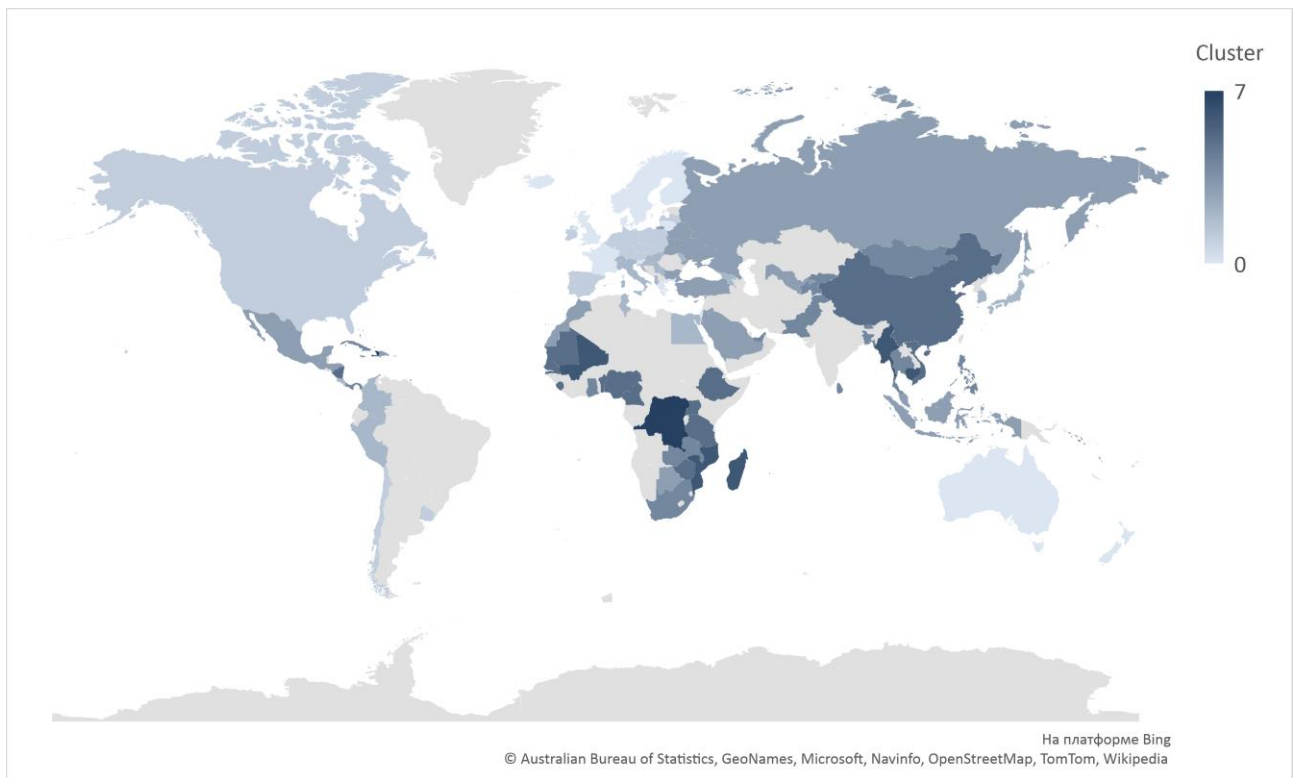 Cluster
7
0
На платформе Bing
© Australian Bureau of Statistics, GeoNames, Microsoft, Navinfo, OpenStreetMap, TomTom, Wikipedia